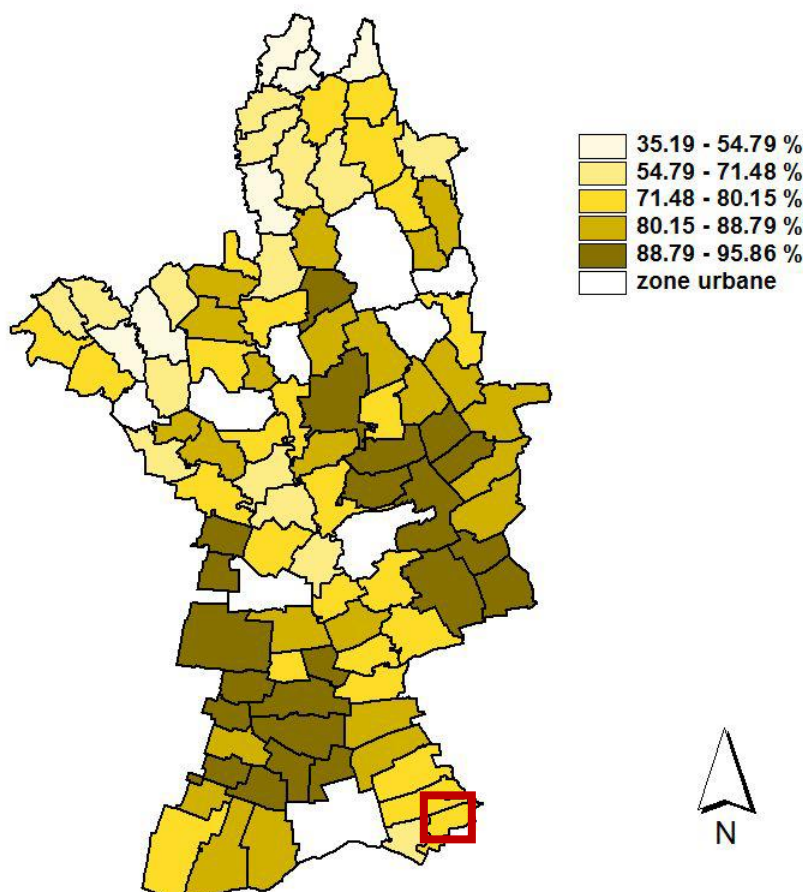 35.19 - 54.79 %
54.79 - 71.48 %
71.48 - 80.15 %
80.15 - 88.79 %
88.79 - 95.86 %
zone urbane
N